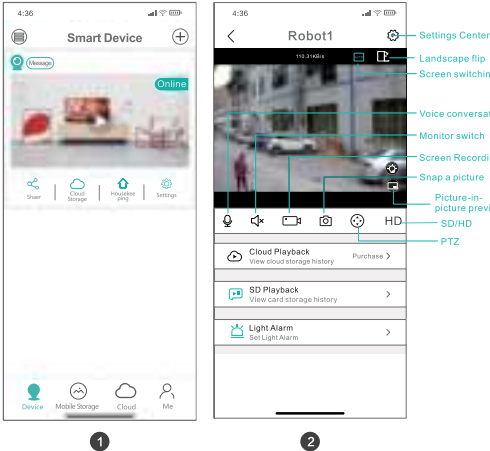 4:36
Smart Device
Message
Online
Shaer
Cloud
Storage
Housekee
ping
Settings
Device
Mobile Storage
Cloud
Me
1
4:36
Robot1
Settings Center
110.31KB/s
Landscape flip
Screen switchin
Voice conversat
Monitor switch
Screen Recordi
Snap a picture
Picture-in-
picture previ
HD
SD/HD
PTZ
Cloud Playback
View cloud storage history
Purchase
SD Playback
View card storage history
Light Alarm
Set Light Alarm
2